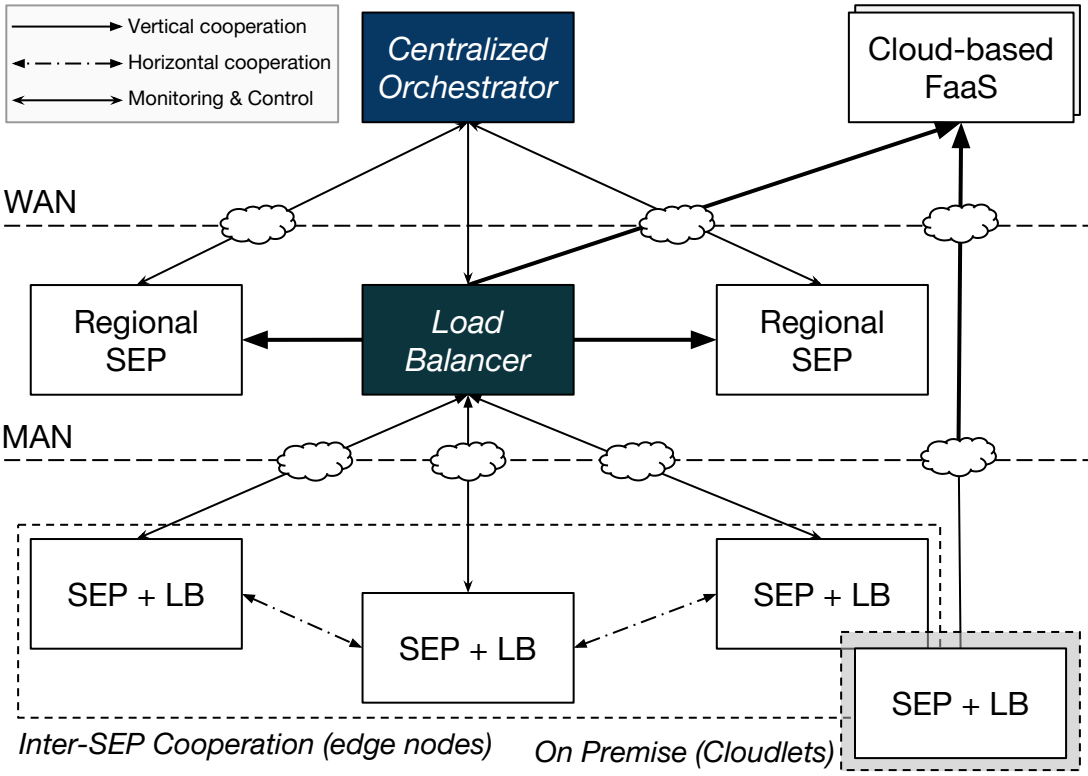 Vertical cooperation
Horizontal cooperation
Monitoring & Control
Centralized
Orchestrator
Cloud-based
FaaS
WAN
Regional
SEP
Load
Balancer
Regional
SEP
MAN
SEP + LB
SEP + LB
SEP + LB
SEP + LB
Inter-SEP Cooperation (edge nodes)
On Premise (Cloudlets)